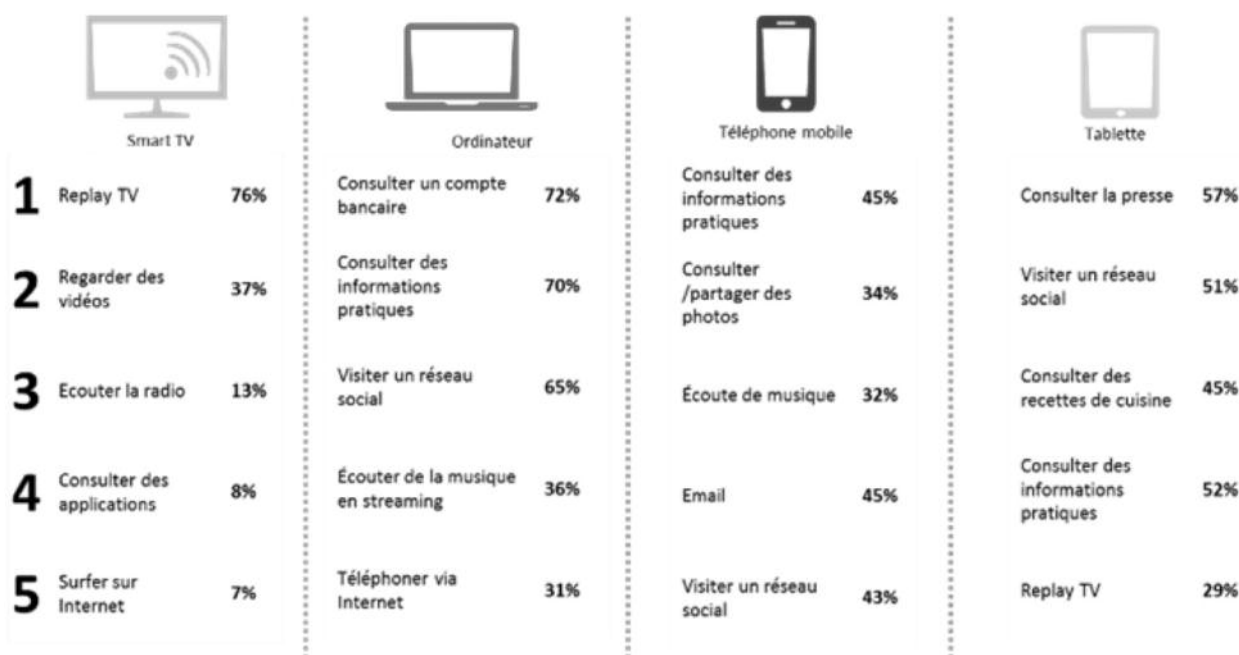 Smart TV
Ordinateur
Téléphone mobile
Tablette
1
Replay TV
76%
Consulter un compte
bancaire
72%
Consulter des
informations
pratiques
45%
Consulter la presse
57%
2
Regarder des
vidéos
37%
Consulter des
informations
pratiques
70%
Consulter
/partager des
photos
34%
Visiter un réseau
social
51%
3
Ecouter la radio
13%
Visiter un réseau
social
65%
Écoute de musique
32%
Consulter des
recettes de cuisine
45%
4
Consulter des
applications
8%
Écouter de la musique
en streaming
36%
Email
45%
Consulter des
informations
pratiques
52%
5
Surfer sur
Internet
7%
Téléphoner via
Internet
31%
Visiter un réseau
social
43%
Replay TV
29%